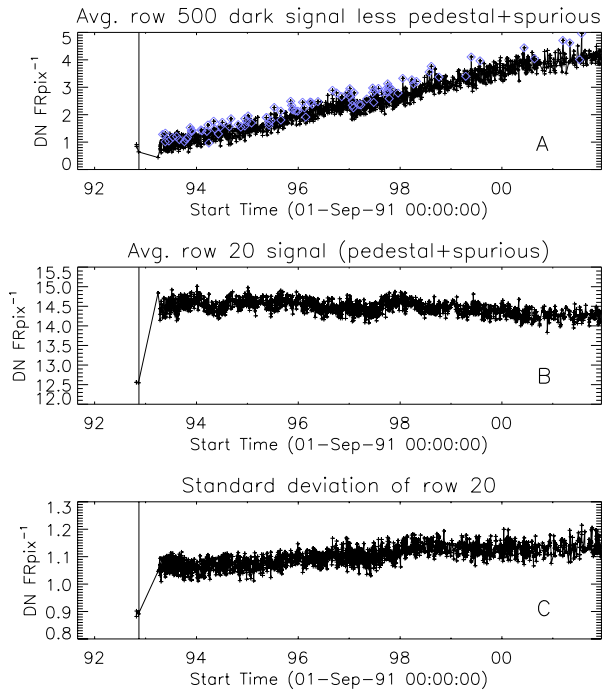 Avg. row 500 dark signal less pedestal+spurious
DN FRpix⁻¹
5
4
3
2
1
0
A
92 94 96 98 00
Start Time (01-Sep-91 00:00:00)
Avg. row 20 signal (pedestal+spurious)
DN FRpix⁻¹
15.5
15.0
14.5
14.0
13.5
13.0
12.5
12.0
B
92 94 96 98 00
Start Time (01-Sep-91 00:00:00)
Standard deviation of row 20
DN FRpix⁻¹
1.3
1.2
1.1
1.0
0.9
0.8
C
92 94 96 98 00
Start Time (01-Sep-91 00:00:00)